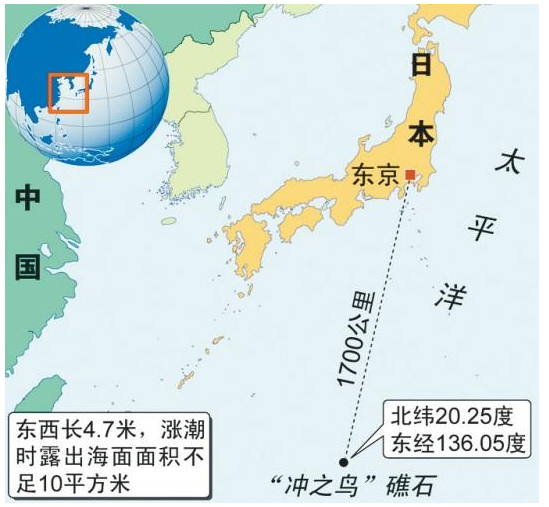 日本
东京
太平洋
中国
1700公里
北纬20.25度
东经136.05度
“冲之鸟”礁石
东西长4.7米，涨潮
时露出海面面积不
足10平方米